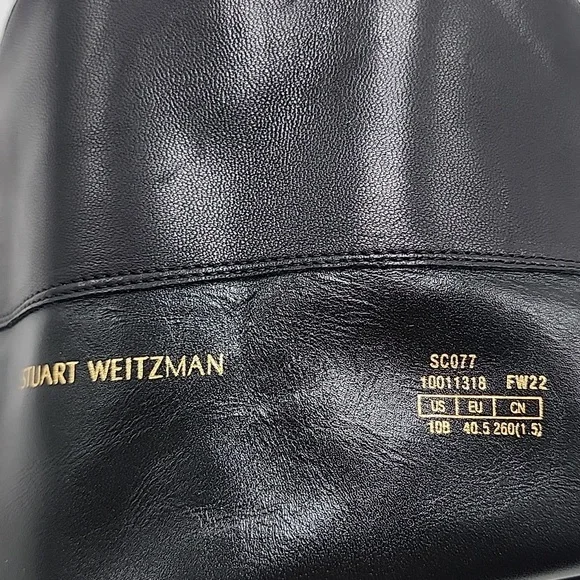 STUART WEITZMAN
SC077
10011318 FW22
US EU CN
10B 40.5 260(1.5)